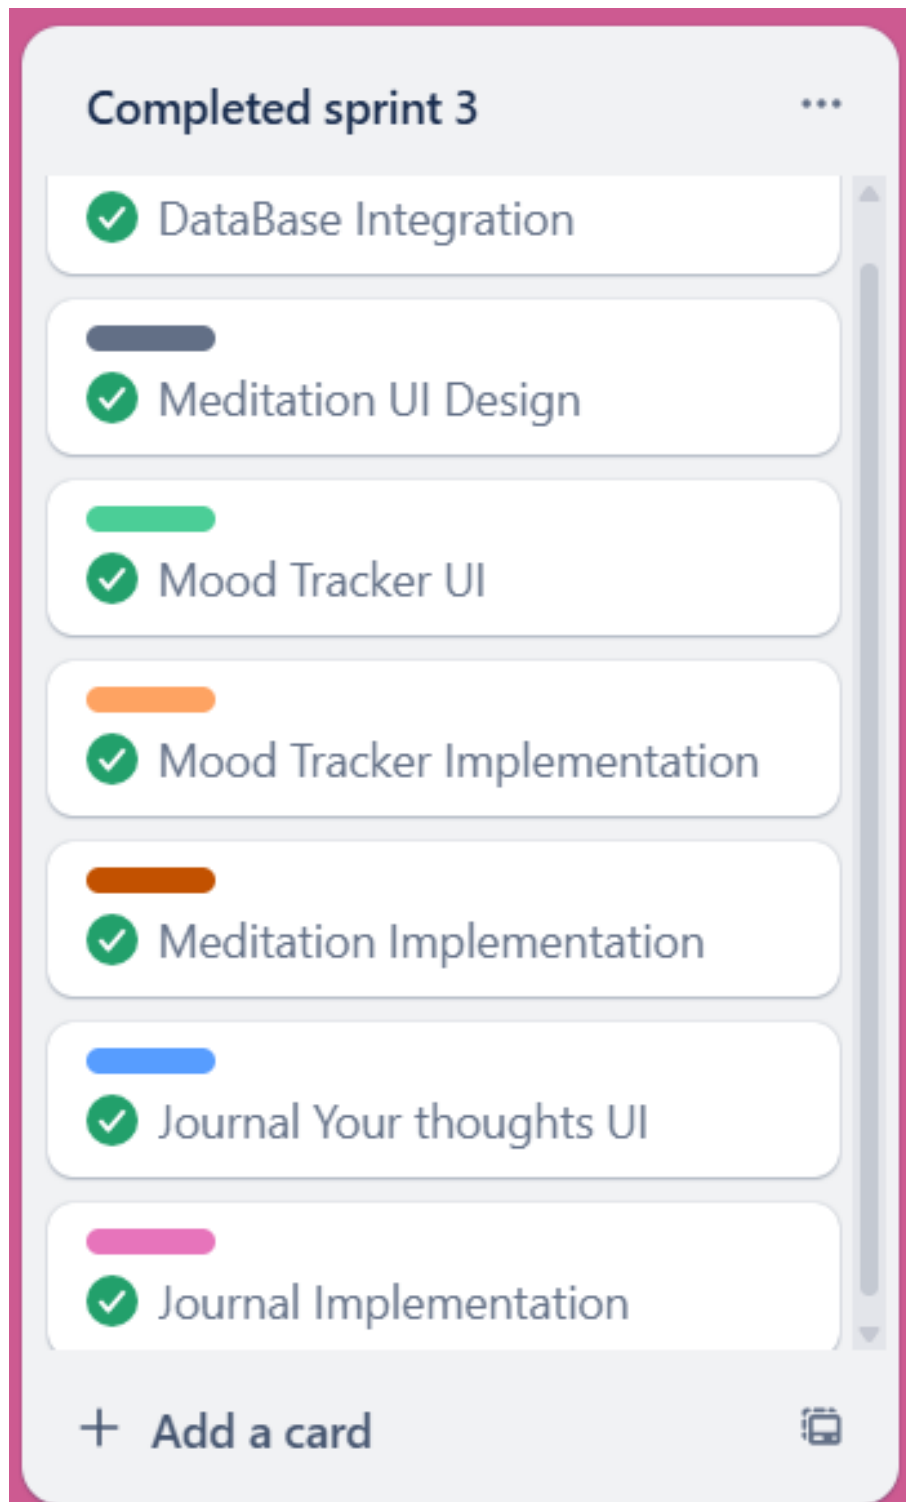 Completed sprint 3
DataBase Integration
Meditation UI Design
Mood Tracker UI
Mood Tracker Implementation
Meditation Implementation
Journal Your thoughts UI
Journal Implementation
Add a card